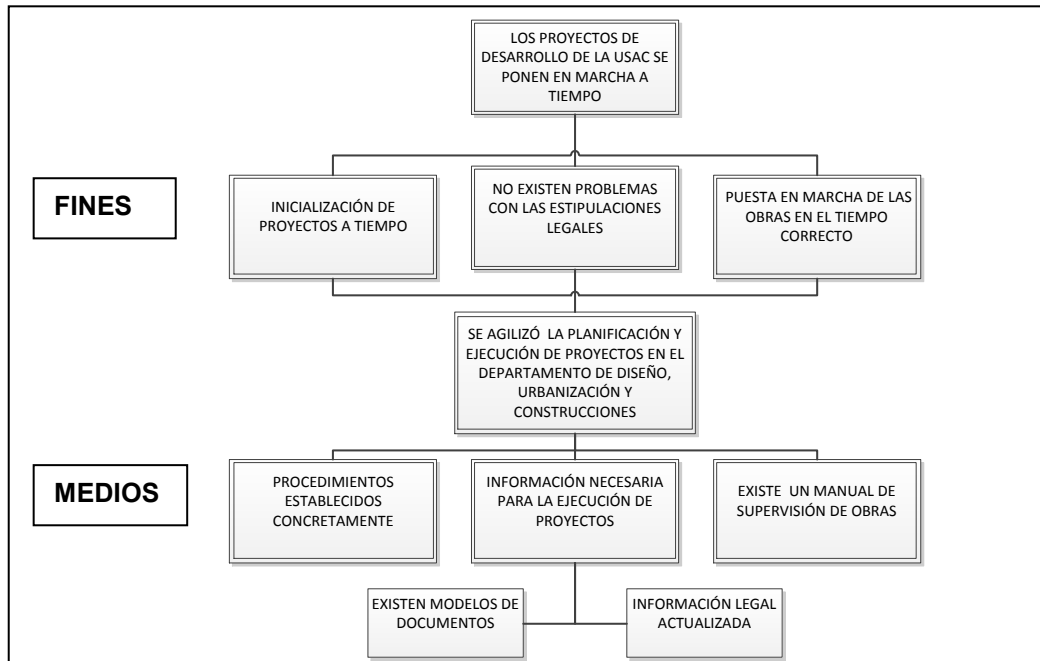 LOS PROYECTOS DE
DESARROLLO DE LA USAC SE
PONEN EN MARCHA A
TIEMPO
FINES
INICIALIZACIÓN DE
PROYECTOS A TIEMPO
NO EXISTEN PROBLEMAS
CON LAS ESTIPULACIONES
LEGALES
PUESTA EN MARCHA DE LAS
OBRAS EN EL TIEMPO
CORRECTO
SE AGILIZÓ LA PLANIFICACIÓN Y
EJECUCIÓN DE PROYECTOS EN EL
DEPARTAMENTO DE DISEÑO,
URBANIZACIÓN Y
CONSTRUCCIONES
MEDIOS
PROCEDIMIENTOS
ESTABLECIDOS
CONCRETAMENTE
INFORMACIÓN NECESARIA
PARA LA EJECUCIÓN DE
PROYECTOS
EXISTE UN MANUAL DE
SUPERVISIÓN DE OBRAS
EXISTEN MODELOS DE
DOCUMENTOS
INFORMACIÓN LEGAL
ACTUALIZADA